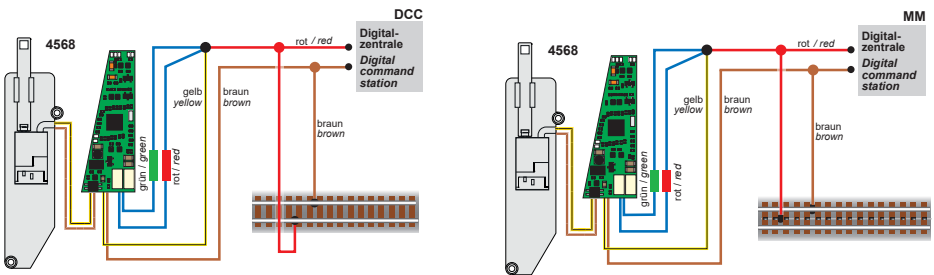 DCC
4568
rot / red
Digital-
zentrale
Digital
command
station
gelb
yellow
braun
brown
braun
brown
grün / green
rot / red
MM
4568
rot / red
Digital-
zentrale
Digital
command
station
gelb
yellow
braun
brown
braun
brown
grün / green
rot / red